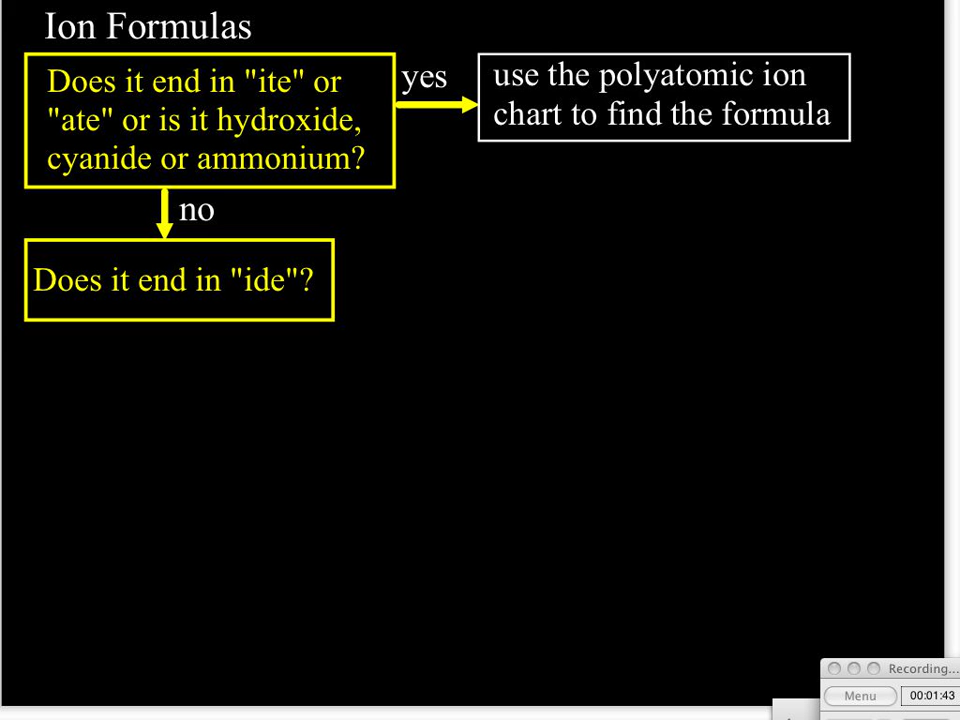 Ion Formulas
Does it end in "ite" or
"ate" or is it hydroxide,
cyanide or ammonium?
yes
use the polyatomic ion
chart to find the formula
no
Does it end in "ide"?
Recording...
Menu
00:01:43